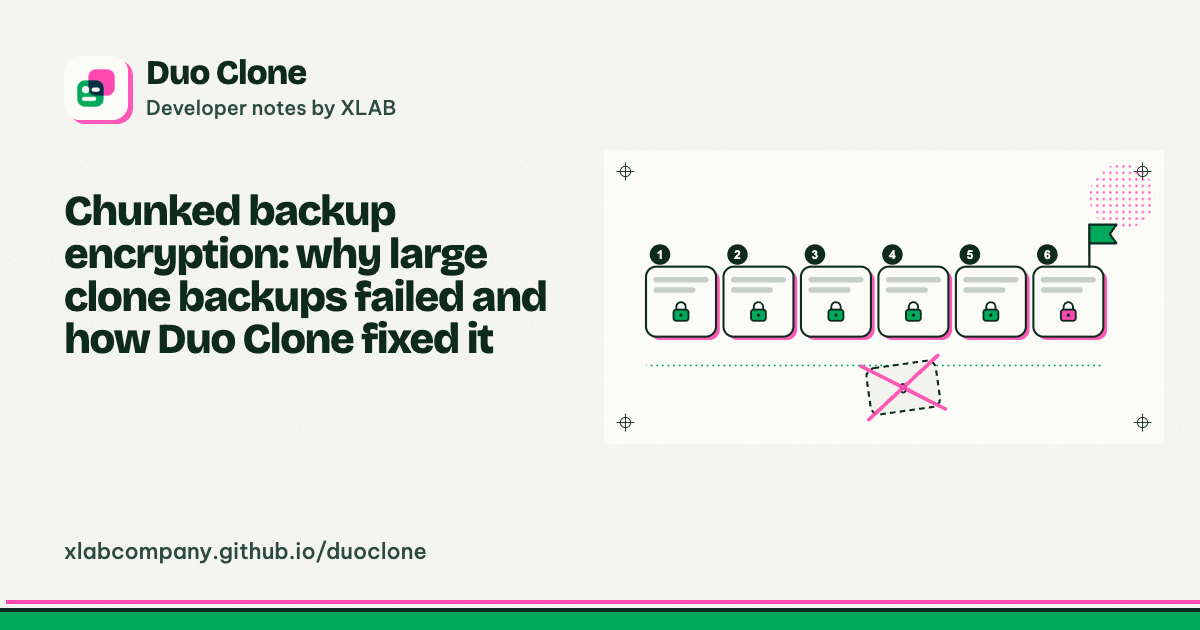 Duo Clone
Developer notes by XLAB
Chunked backup
encryption: why large
clone backups failed and
how Duo Clone fixed it
1 2 3 4 5 6
xlabcompany.github.io/duoclone